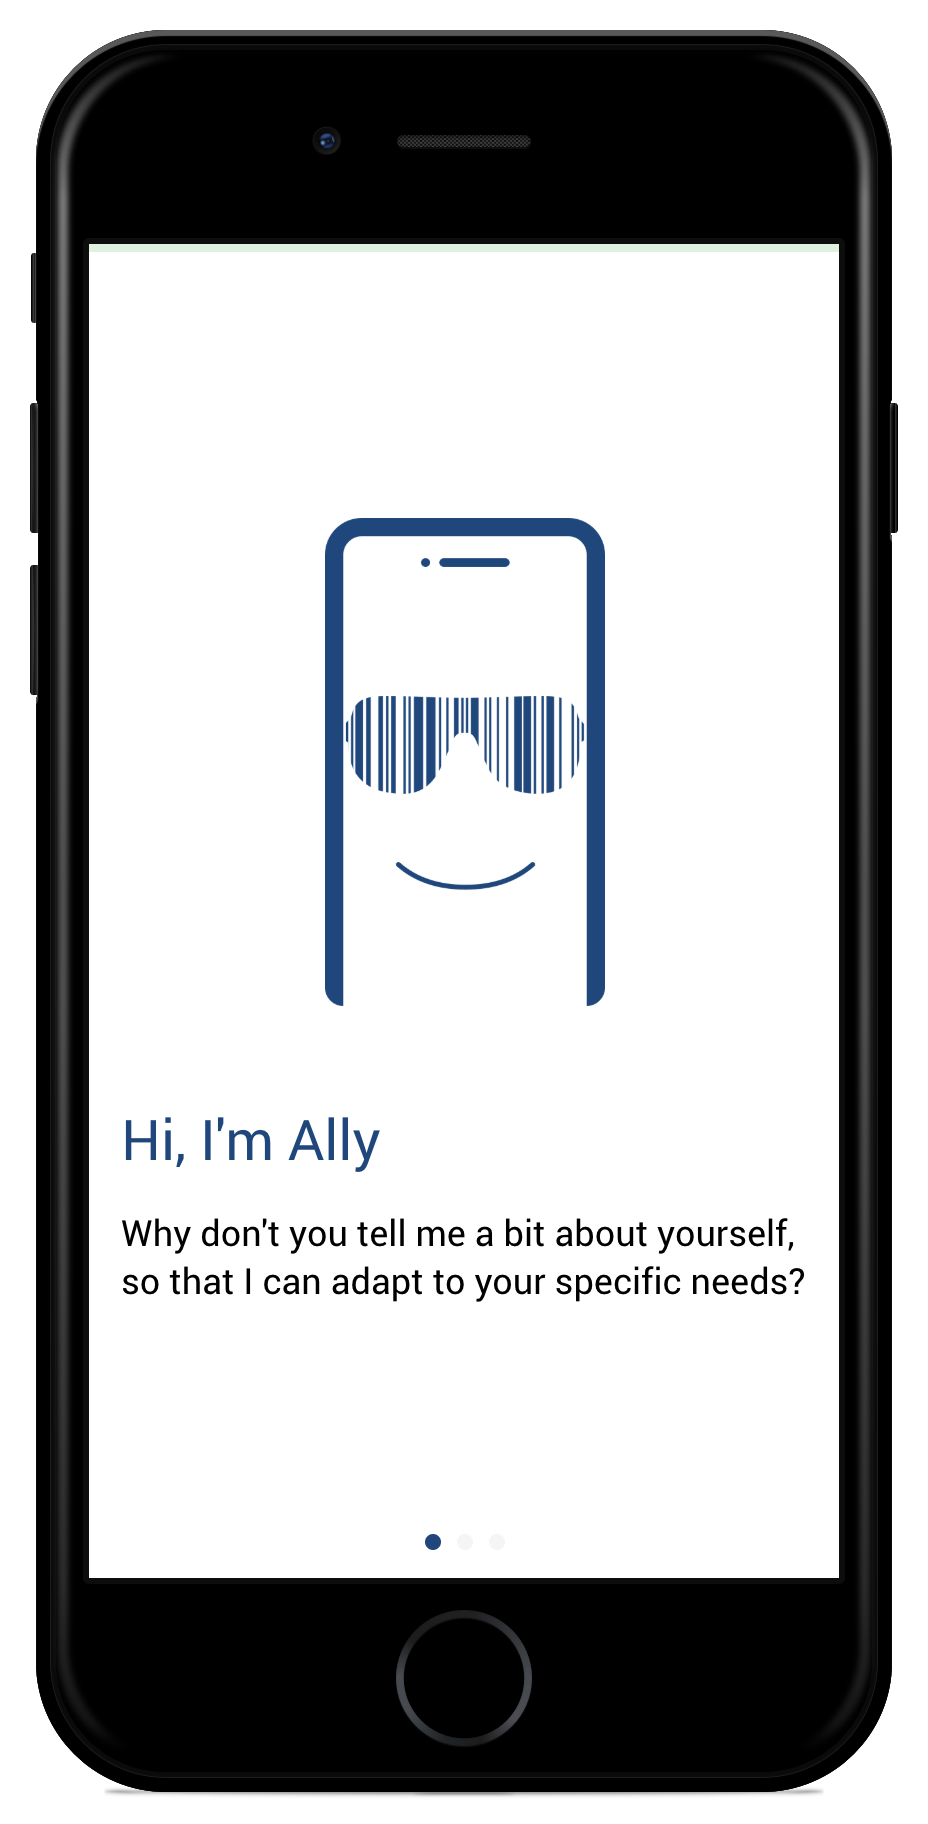 Hi, I'm Ally
Why don't you tell me a bit about yourself,
so that I can adapt to your specific needs?